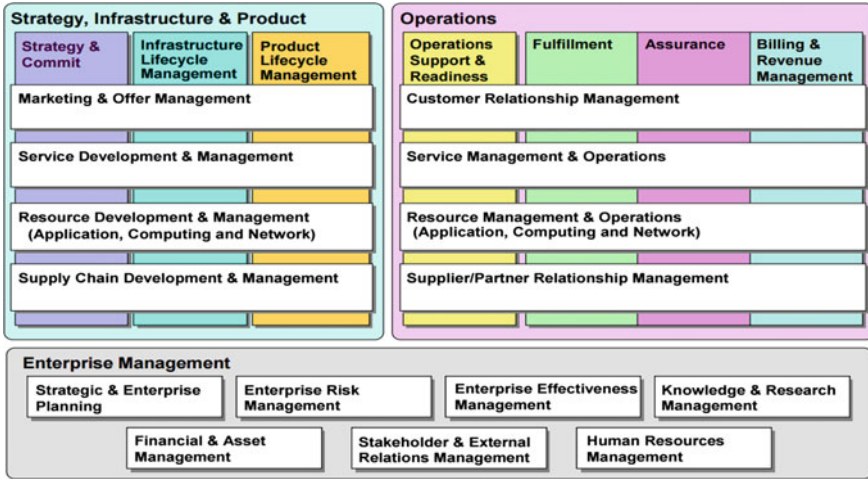 Strategy, Infrastructure & Product
Strategy &
Commit
Infrastructure
Lifecycle
Management
Product
Lifecycle
Management
Marketing & Offer Management
Service Development & Management
Resource Development & Management
(Application, Computing and Network)
Supply Chain Development & Management
Operations
Operations
Support &
Readiness
Fulfillment
Assurance
Billing &
Revenue
Management
Customer Relationship Management
Service Management & Operations
Resource Management & Operations
(Application, Computing and Network)
Supplier/Partner Relationship Management
Enterprise Management
Strategic & Enterprise
Planning
Enterprise Risk
Management
Enterprise Effectiveness
Management
Knowledge & Research
Management
Financial & Asset
Management
Stakeholder & External
Relations Management
Human Resources
Management